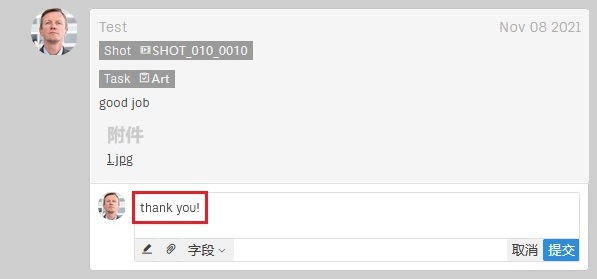 Test Nov 08 2021
Shot SHOT_010_0010
Task Art
good job
附件
1.jpg
thank you!
字段 取消 提交